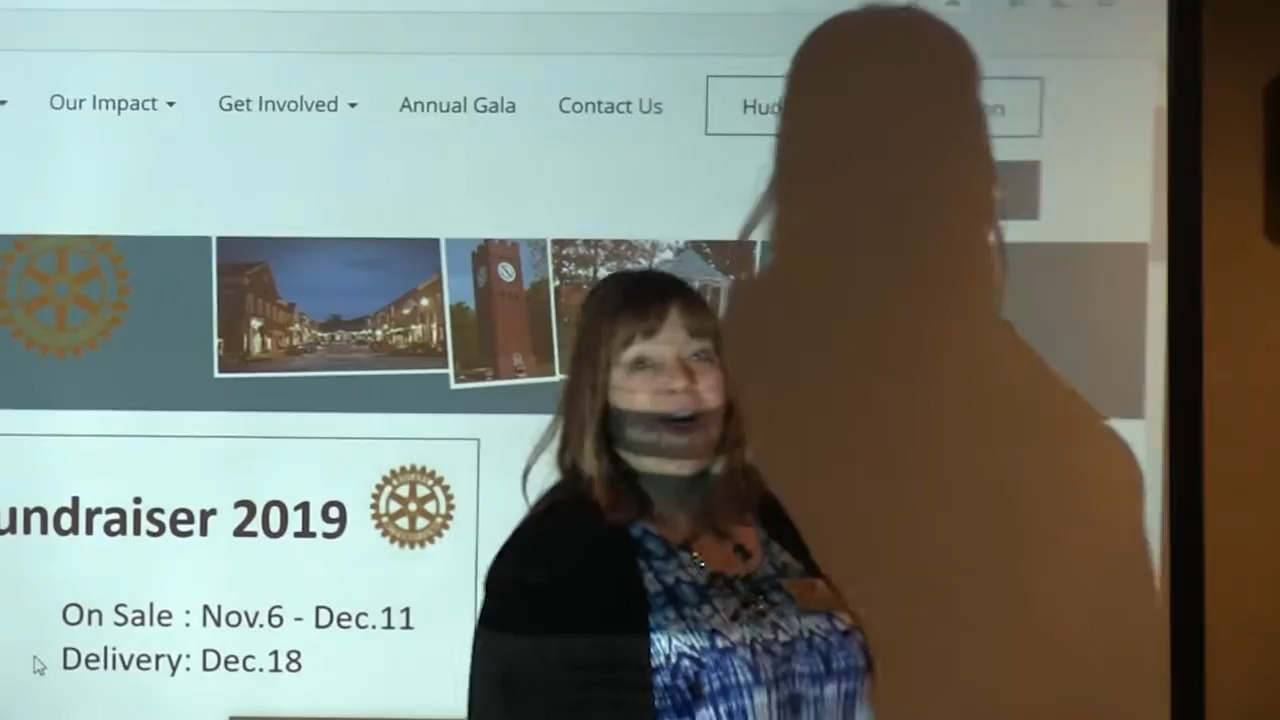 Our Impact Get Involved Annual Gala Contact Us
undraiser 2019
On Sale : Nov.6 - Dec.11
Delivery: Dec.18